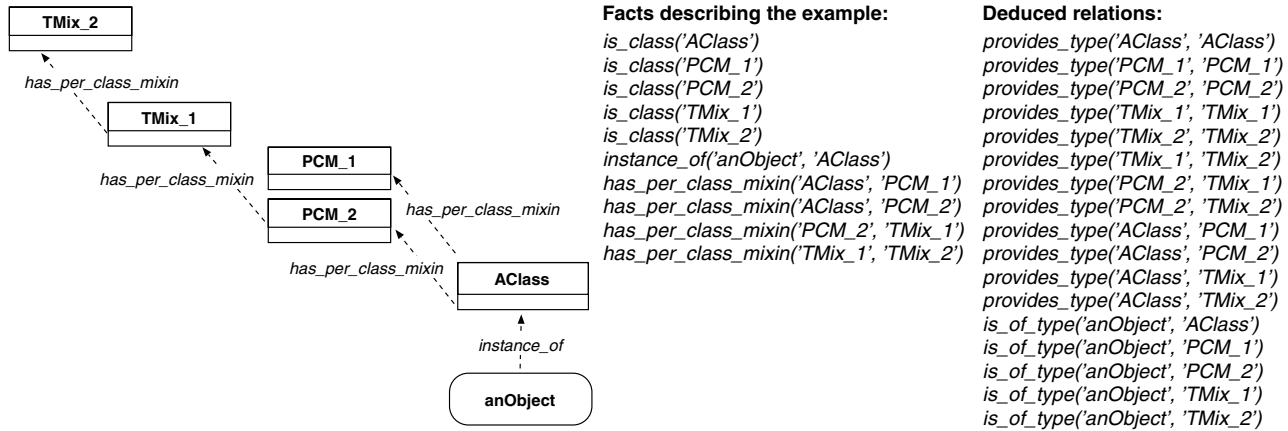 TMix_2
has_per_class_mixin
TMix_1
has_per_class_mixin
PCM_1
PCM_2
has_per_class_mixin
has_per_class_mixin
AClass
instance_of
anObject
Facts describing the example:
is_class('AClass')
is_class('PCM_1')
is_class('PCM_2')
is_class('TMix_1')
is_class('TMix_2')
instance_of('anObject', 'AClass')
has_per_class_mixin('AClass', 'PCM_1')
has_per_class_mixin('AClass', 'PCM_2')
has_per_class_mixin('PCM_2', 'TMix_1')
has_per_class_mixin('TMix_1', 'TMix_2')
Deduced relations:
provides_type('AClass', 'AClass')
provides_type('PCM_1', 'PCM_1')
provides_type('PCM_2', 'PCM_2')
provides_type('TMix_1', 'TMix_1')
provides_type('TMix_2', 'TMix_2')
provides_type('TMix_1', 'TMix_2')
provides_type('PCM_2', 'TMix_1')
provides_type('PCM_2', 'TMix_2')
provides_type('AClass', 'PCM_1')
provides_type('AClass', 'PCM_2')
provides_type('AClass', 'TMix_1')
provides_type('AClass', 'TMix_2')
is_of_type('anObject', 'AClass')
is_of_type('anObject', 'PCM_1')
is_of_type('anObject', 'PCM_2')
is_of_type('anObject', 'TMix_1')
is_of_type('anObject', 'TMix_2')